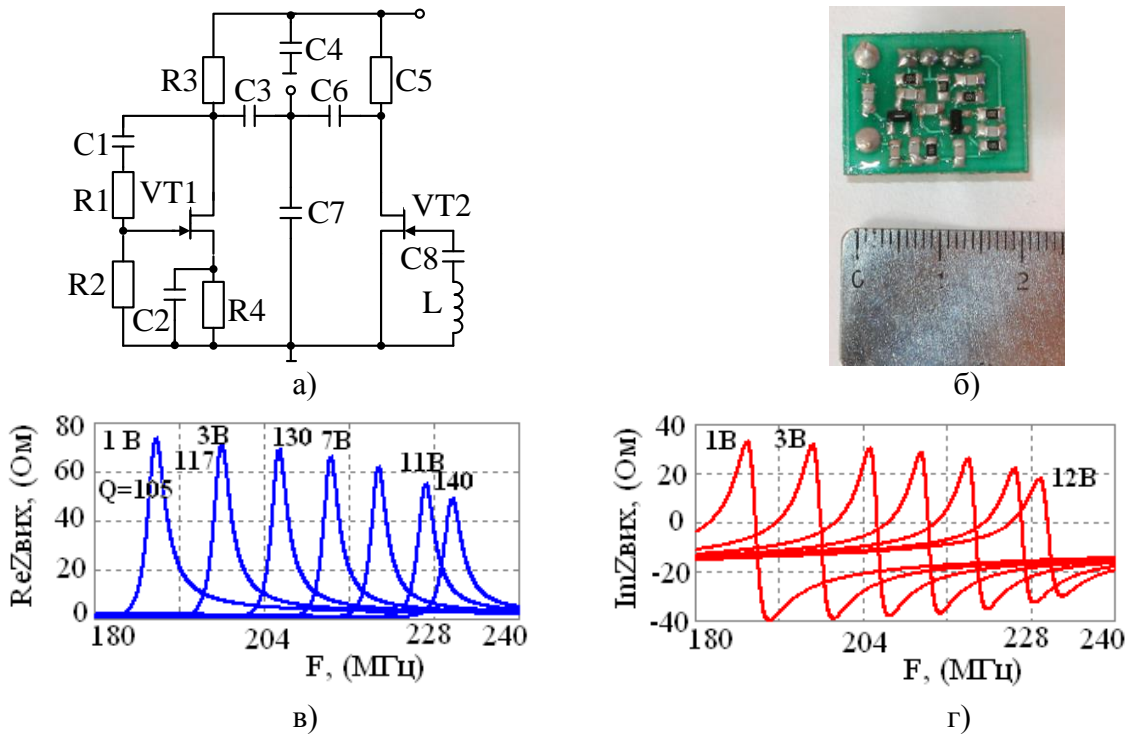 C4
R3
C3
C6
C5
C1
R1
VT1
C7
VT2
R2
C2
R4
C8
L
а)
0 1 2
б)
ReZвих, (Ом)
80
60
40
20
0
1 В
3В
130
7В
117
11В
140
Q=105
180 204 228 240
F, (МГц)
в)
ImZвих, (Ом)
40
20
0
-20
-40
1В
3В
12В
180 204 228 240
F, (МГц)
г)